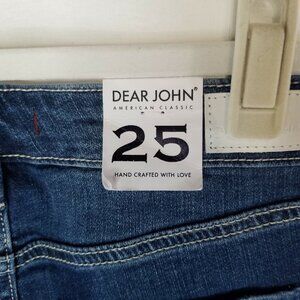 DEAR JOHN®
AMERICAN CLASSIC
25
HAND CRAFTED WITH LOVE